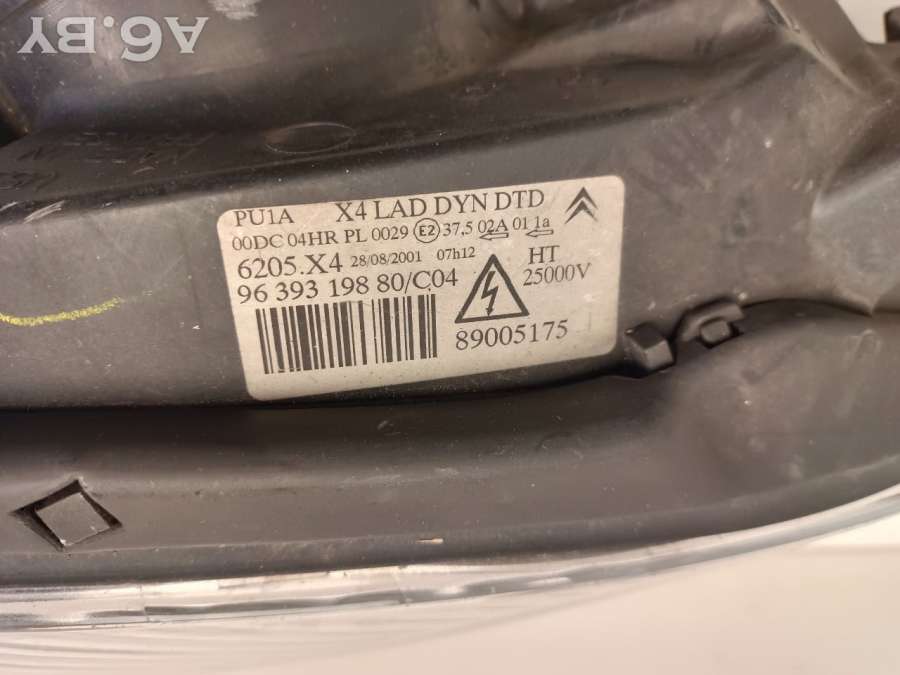 A6.BY
PU1A X4 LAD DYN DTD
00DC 04HR PL 0029 E2 37,5 02A 01 1a
6205.X4 28/08/2001 07h12 HT
96 393 198 80/C04 25000V
89005175